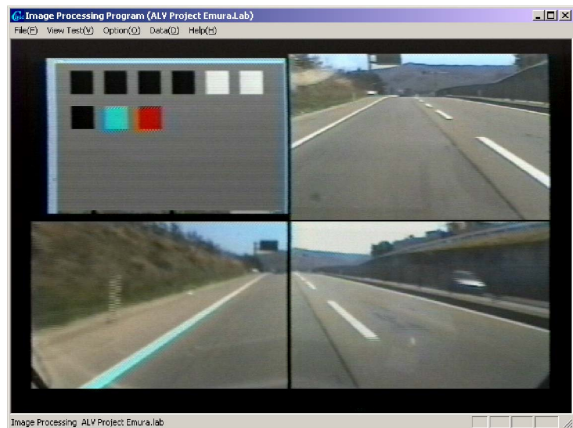 Image Processing Program (ALV Project Emura.Lab)
File(F) View Test(V) Option(O) Data(D) Help(H)
Image Processing ALV Project Emura.lab